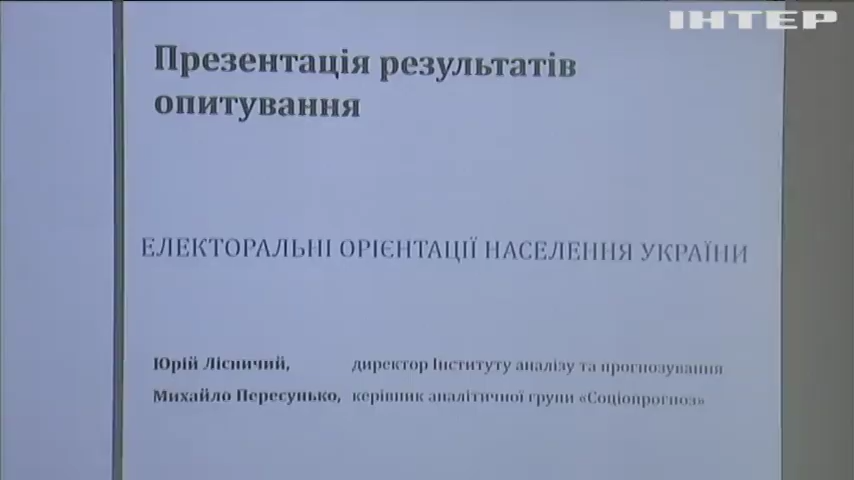 ІНТЕР
Презентація результатів
опитування
ЕЛЕКТОРАЛЬНІ ОРІЄНТАЦІЇ НАСЕЛЕННЯ УКРАЇНИ
Юрій Лісничий, директор Інституту аналізу та прогнозування
Михайло Пересунько, керівник аналітичної групи «Соціопрогноз»